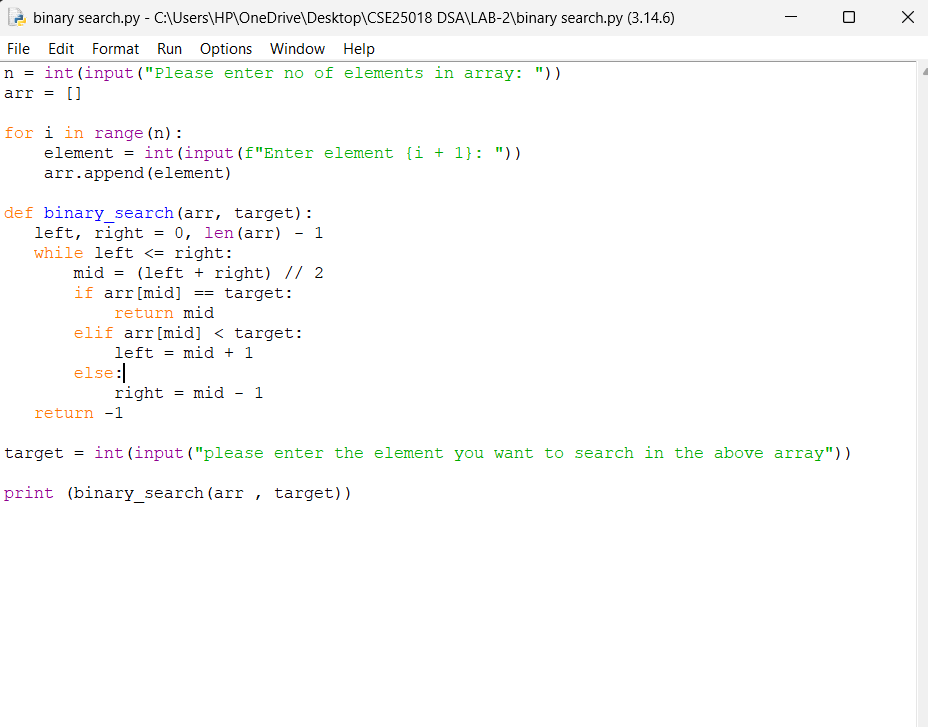 binary search.py - C:\Users\HP\OneDrive\Desktop\CSE25018 DSA\LAB-2\binary search.py (3.14.6)
File Edit Format Run Options Window Help
n = int(input("Please enter no of elements in array: "))
arr = []

for i in range(n):
    element = int(input(f"Enter element {i + 1}: "))
    arr.append(element)

def binary_search(arr, target):
   left, right = 0, len(arr) - 1
   while left <= right:
       mid = (left + right) // 2
       if arr[mid] == target:
           return mid
       elif arr[mid] < target:
           left = mid + 1
       else:
           right = mid - 1
   return -1

target = int(input("please enter the element you want to search in the above array"))

print (binary_search(arr , target))